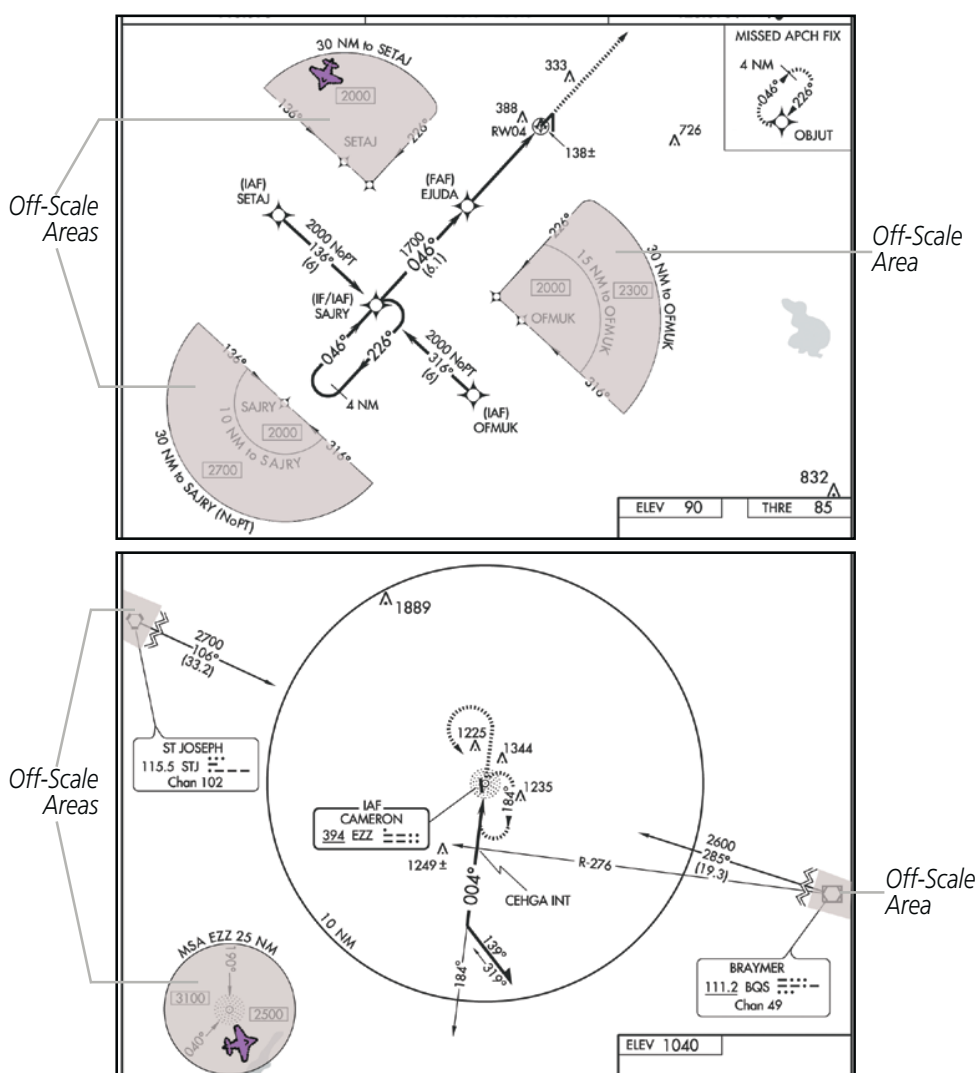 30 NM to SETAJ
2000
136°
SETAJ
226°
333
388
RW04
138±
726
MISSED APCH FIX
4 NM
046°
226°
OBJUT
Off-Scale
Areas
(IAF)
SETAJ
2000 NoPT
136°
(6)
(FAF)
EJUDA
1700
046°
(6.1)
(IF/IAF)
SAJRY
046°
226°
4 NM
2000 NoPT
316°
(6)
(IAF)
OFMUK
226°
15 NM to OFMUK
30 NM to OFMUK
2000
2300
OFMUK
316°
Off-Scale
Area
136°
SAJRY
2000
10 NM to SAJRY
316°
2700
30 NM to SAJRY (NoPT)
832
ELEV 90
THRE 85
1889
2700
106°
(33.2)
ST JOSEPH
115.5 STJ
Chan 102
Off-Scale
Areas
1225
1344
1235
184°
IAF
CAMERON
394 EZZ
1249 ±
R-276
2600
285°
(19.3)
CEHGA INT
004°
Off-Scale
Area
10 NM
139°
319°
184°
BRAYMER
111.2 BQS
Chan 49
MSA EZZ 25 NM
190°
3100
2500
040°
ELEV 1040